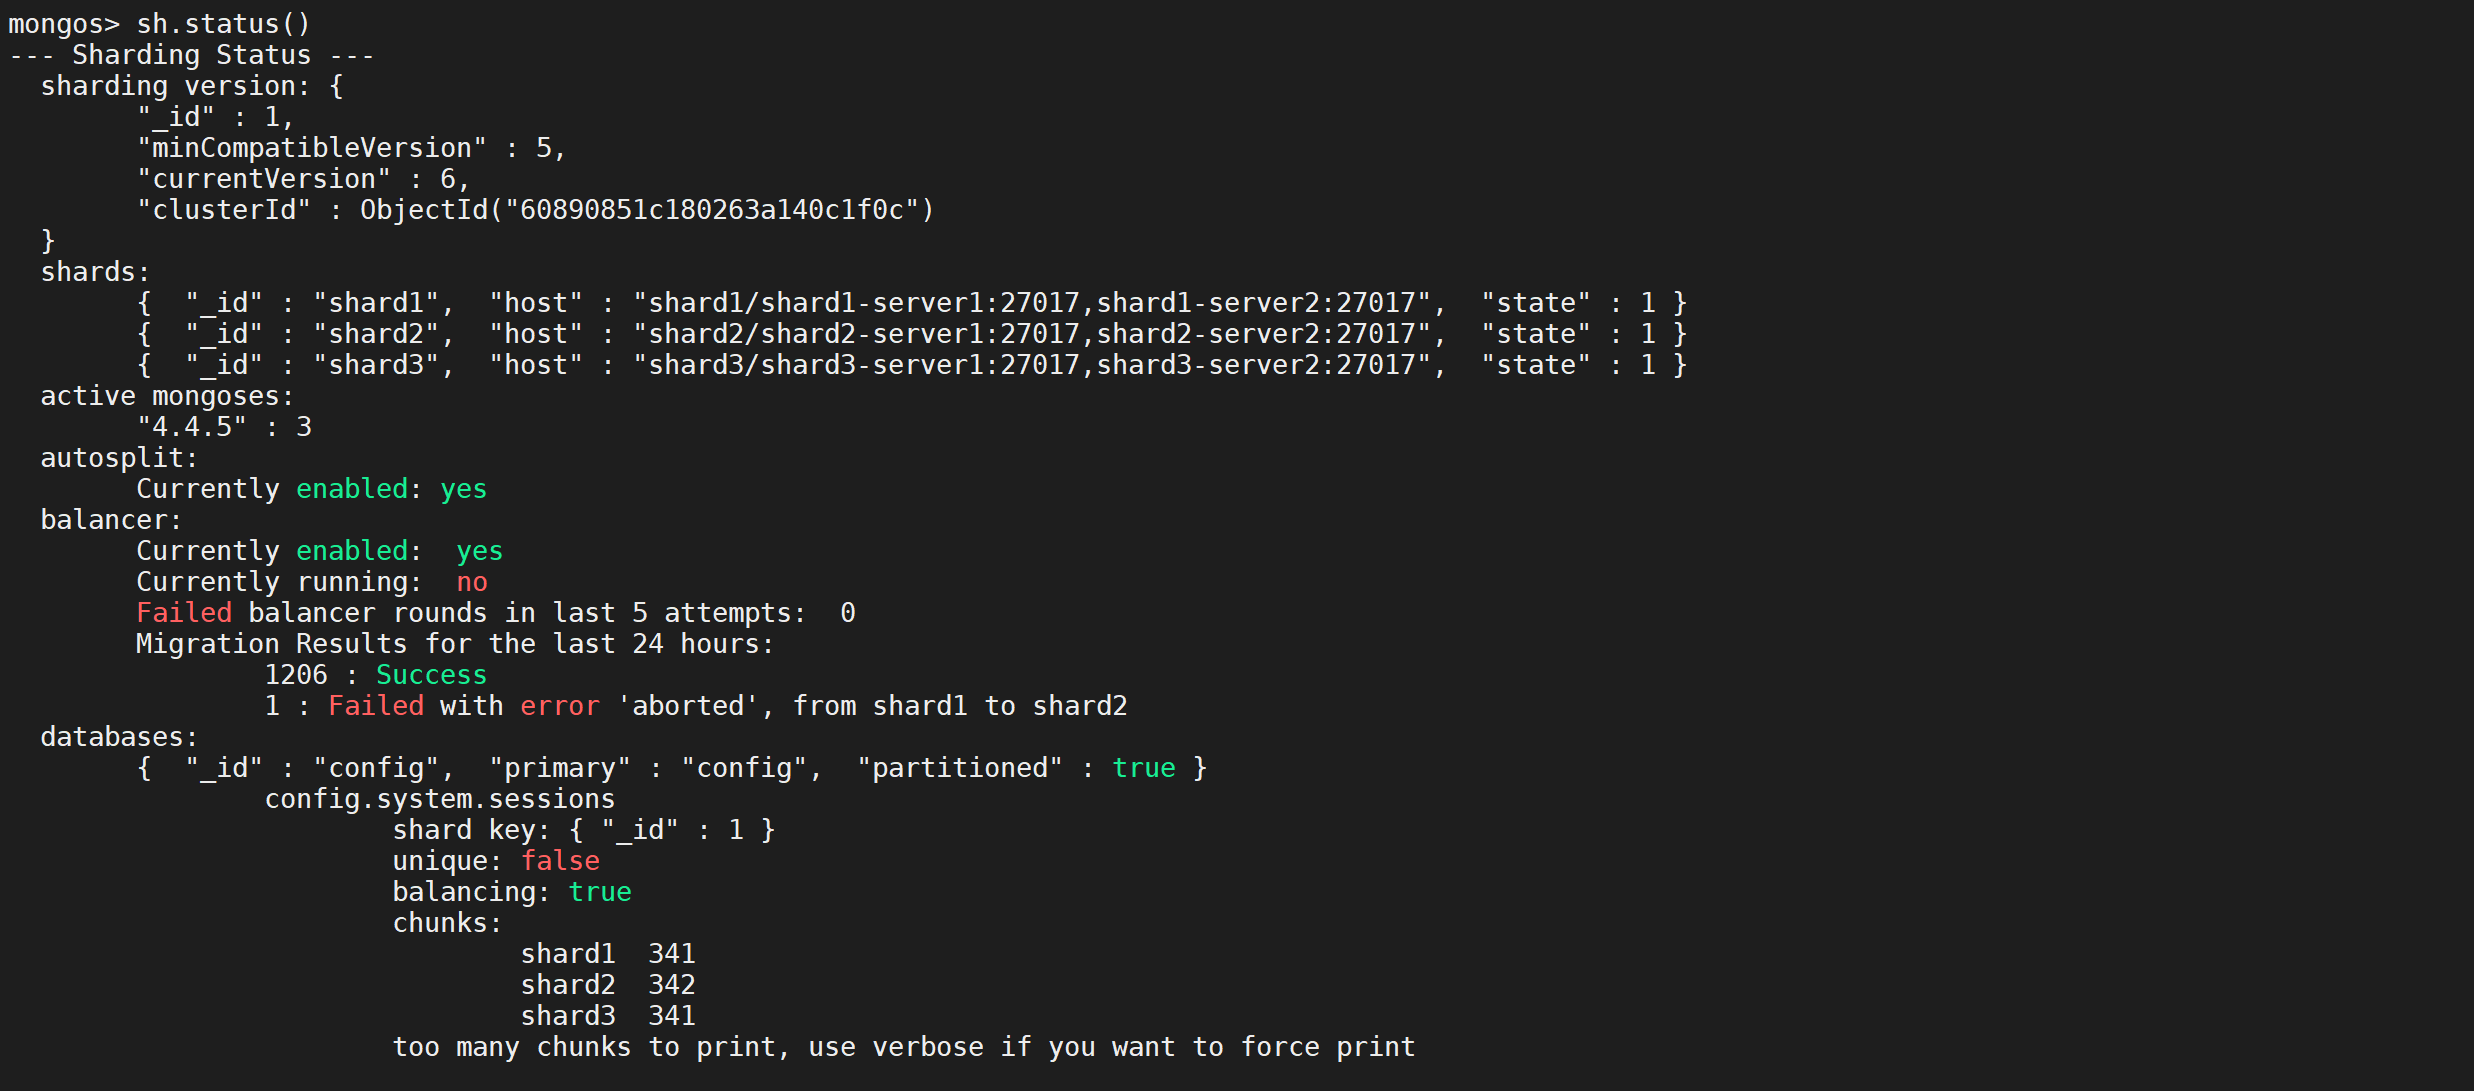 mongos> sh.status()
--- Sharding Status ---
  sharding version: {
        "_id" : 1,
        "minCompatibleVersion" : 5,
        "currentVersion" : 6,
        "clusterId" : ObjectId("60890851c180263a140c1f0c")
  }
  shards:
        {  "_id" : "shard1",  "host" : "shard1/shard1-server1:27017,shard1-server2:27017",  "state" : 1 }
        {  "_id" : "shard2",  "host" : "shard2/shard2-server1:27017,shard2-server2:27017",  "state" : 1 }
        {  "_id" : "shard3",  "host" : "shard3/shard3-server1:27017,shard3-server2:27017",  "state" : 1 }
  active mongoses:
        "4.4.5" : 3
  autosplit:
        Currently enabled: yes
  balancer:
        Currently enabled:  yes
        Currently running:  no
        Failed balancer rounds in last 5 attempts:  0
        Migration Results for the last 24 hours:
                1206 : Success
                1 : Failed with error 'aborted', from shard1 to shard2
  databases:
        {  "_id" : "config",  "primary" : "config",  "partitioned" : true }
                config.system.sessions
                        shard key: { "_id" : 1 }
                        unique: false
                        balancing: true
                        chunks:
                                shard1  341
                                shard2  342
                                shard3  341
                        too many chunks to print, use verbose if you want to force print